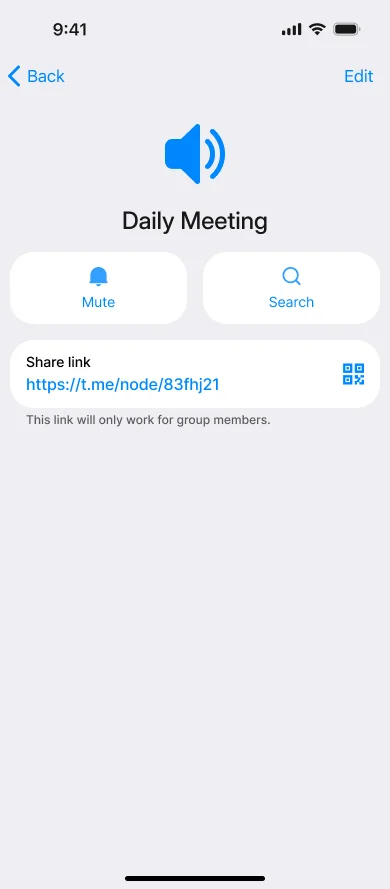 9:41
Back
Edit
Daily Meeting
Mute
Search
Share link
https://t.me/node/83fhj21
This link will only work for group members.